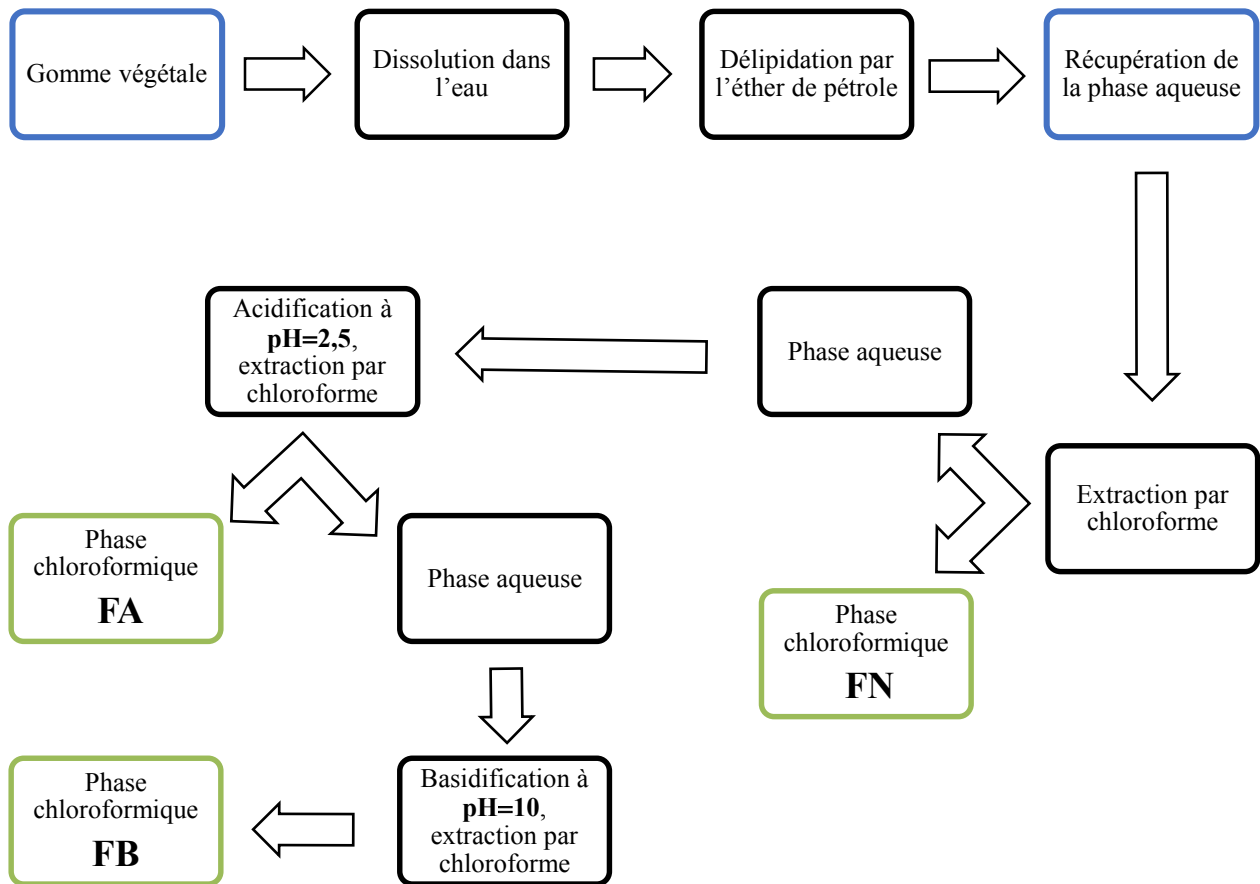 Gomme végétale
Dissolution dans
l’eau
Délipidation par
l’éther de pétrole
Récupération de
la phase aqueuse
Extraction par
chloroforme
Phase aqueuse
Phase
chloroformique
FN
Acidification à
pH=2,5,
extraction par
chloroforme
Phase
chloroformique
FA
Phase aqueuse
Basidification à
pH=10,
extraction par
chloroforme
Phase
chloroformique
FB